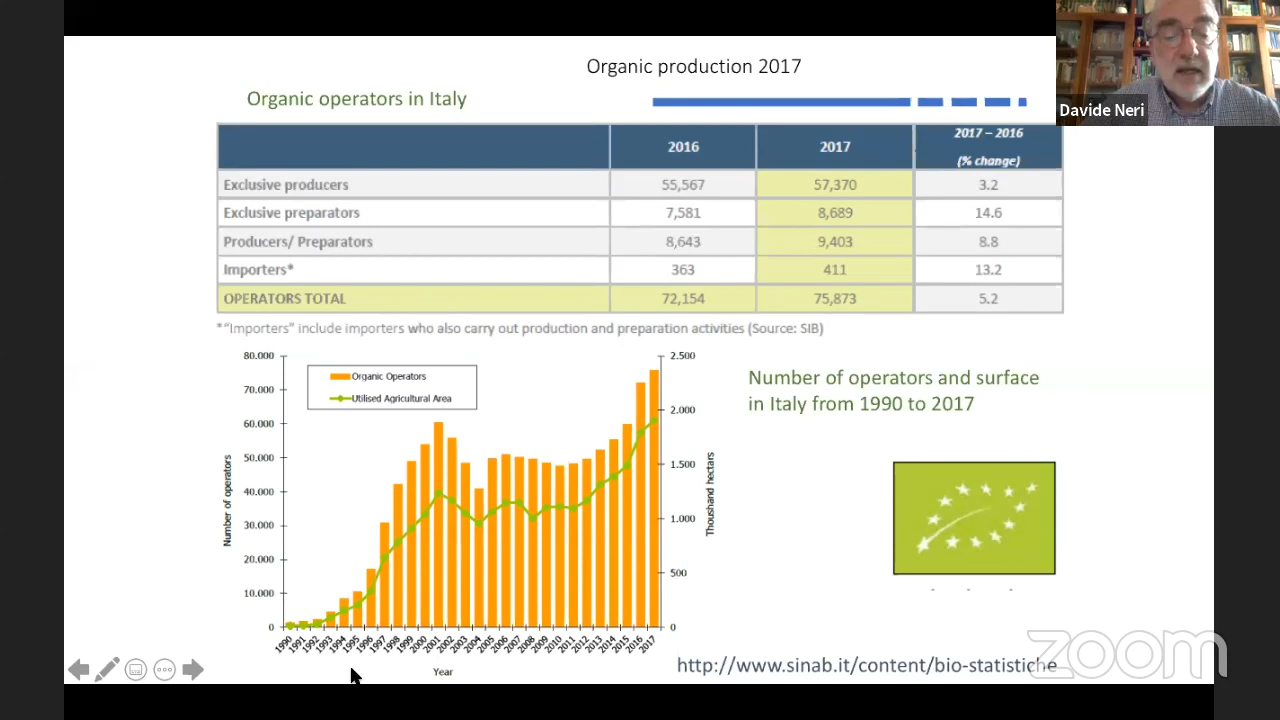 Organic production 2017
Organic operators in Italy
Davide Neri
2016 2017 2017 – 2016 (% change)
Exclusive producers 55,567 57,370 3.2
Exclusive preparators 7,581 8,689 14.6
Producers/ Preparators 8,643 9,403 8.8
Importers* 363 411 13.2
OPERATORS TOTAL 72,154 75,873 5.2
*“Importers” include importers who also carry out production and preparation activities (Source: SIB)
Number of operators
80.000
70.000
60.000
50.000
40.000
30.000
20.000
10.000
0
Organic Operators
Utilised Agricultural Area
2.500
2.000
1.500
1.000
500
0
Thoushand hectars
1990 1991 1992 1993 1994 1995 1996 1997 1998 1999 2000 2001 2002 2003 2004 2005 2006 2007 2008 2009 2010 2011 2012 2013 2014 2015 2016 2017
Year
Number of operators and surface
in Italy from 1990 to 2017
http://www.sinab.it/content/bio-statistiche
zoom